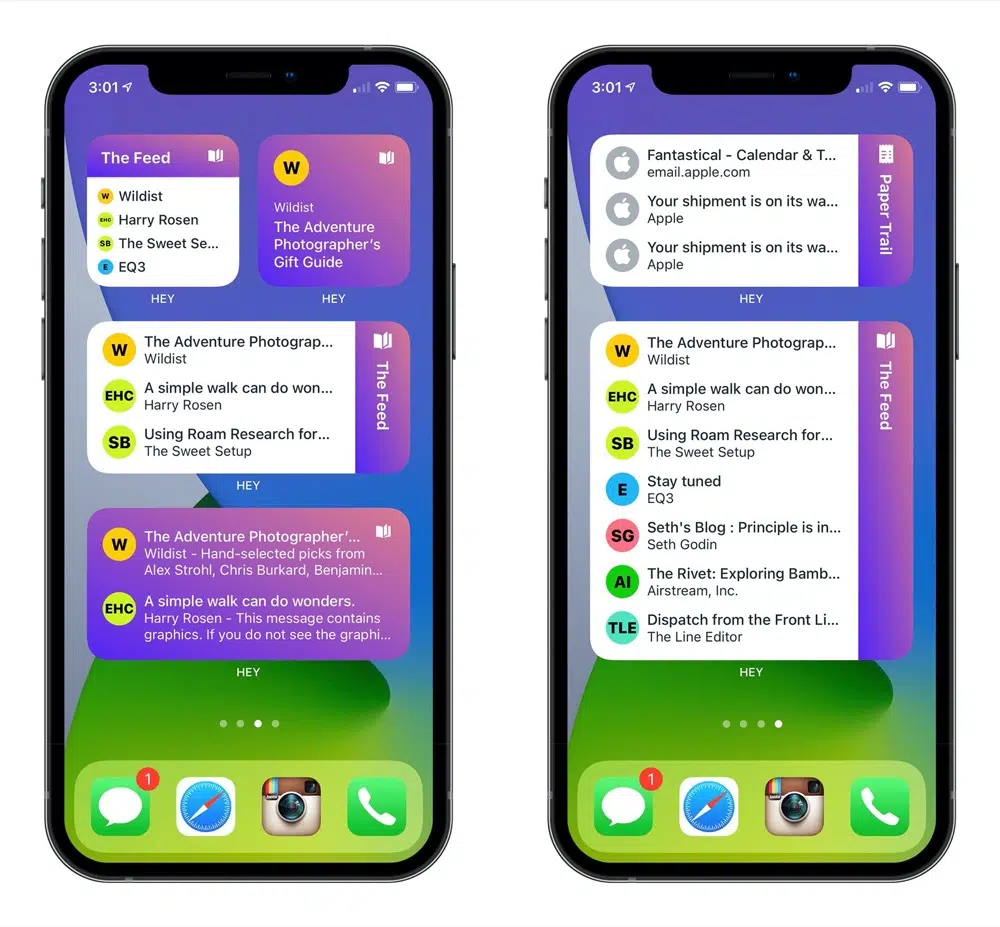 3:01
The Feed
W Wildist
EHC Harry Rosen
SB The Sweet Se...
E EQ3
HEY
W
Wildist
The Adventure
Photographer's
Gift Guide
HEY
W
The Adventure Photograp...
Wildist
EHC
A simple walk can do won...
Harry Rosen
SB
Using Roam Research for...
The Sweet Setup
The Feed
HEY
W
The Adventure Photographer'...
Wildist - Hand-selected picks from
Alex Strohl, Chris Burkard, Benjamin...
EHC
A simple walk can do wonders.
Harry Rosen - This message contains
graphics. If you do not see the graphi...
HEY
1
3:01
Fantastical - Calendar & T...
email.apple.com
Your shipment is on its wa...
Apple
Your shipment is on its wa...
Apple
Paper Trail
HEY
W
The Adventure Photograp...
Wildist
EHC
A simple walk can do won...
Harry Rosen
SB
Using Roam Research for...
The Sweet Setup
E
Stay tuned
EQ3
SG
Seth's Blog : Principle is in...
Seth Godin
AI
The Rivet: Exploring Bamb...
Airstream, Inc.
TLE
Dispatch from the Front Li...
The Line Editor
The Feed
HEY
1